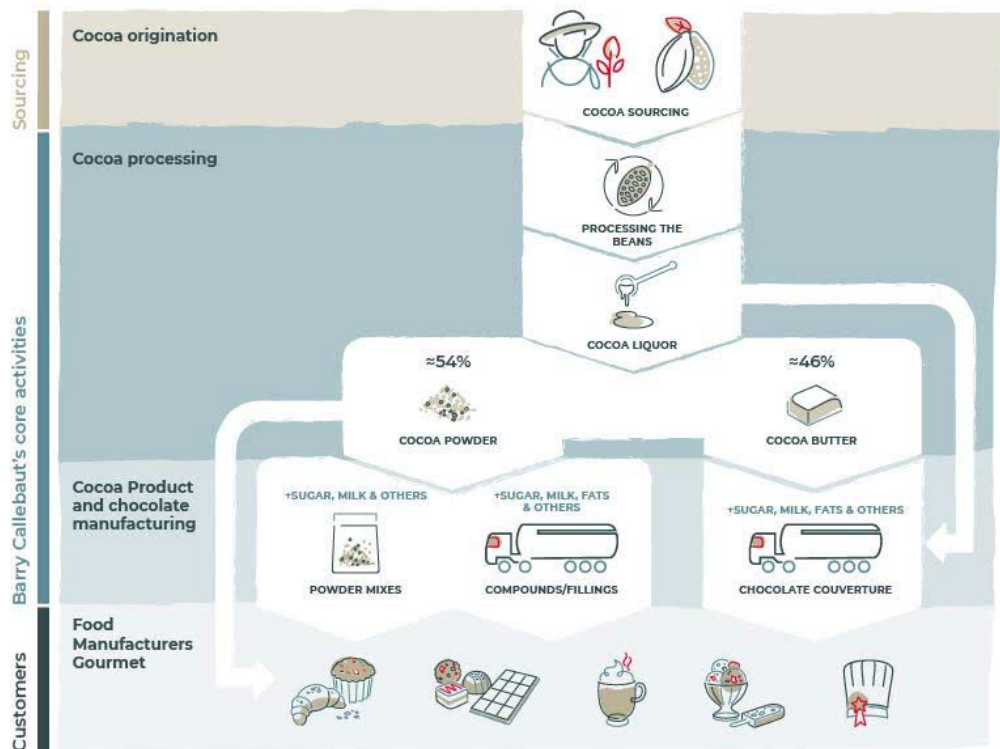 Sourcing
Cocoa origination
COCOA SOURCING
Barry Callebaut's core activities
Cocoa processing
PROCESSING THE
BEANS
COCOA LIQUOR
≈54%
COCOA POWDER
≈46%
COCOA BUTTER
Cocoa Product
and chocolate
manufacturing
+SUGAR, MILK & OTHERS
POWDER MIXES
+SUGAR, MILK, FATS
& OTHERS
COMPOUNDS/FILLINGS
+SUGAR, MILK, FATS & OTHERS
CHOCOLATE COUVERTURE
Customers
Food
Manufacturers
Gourmet